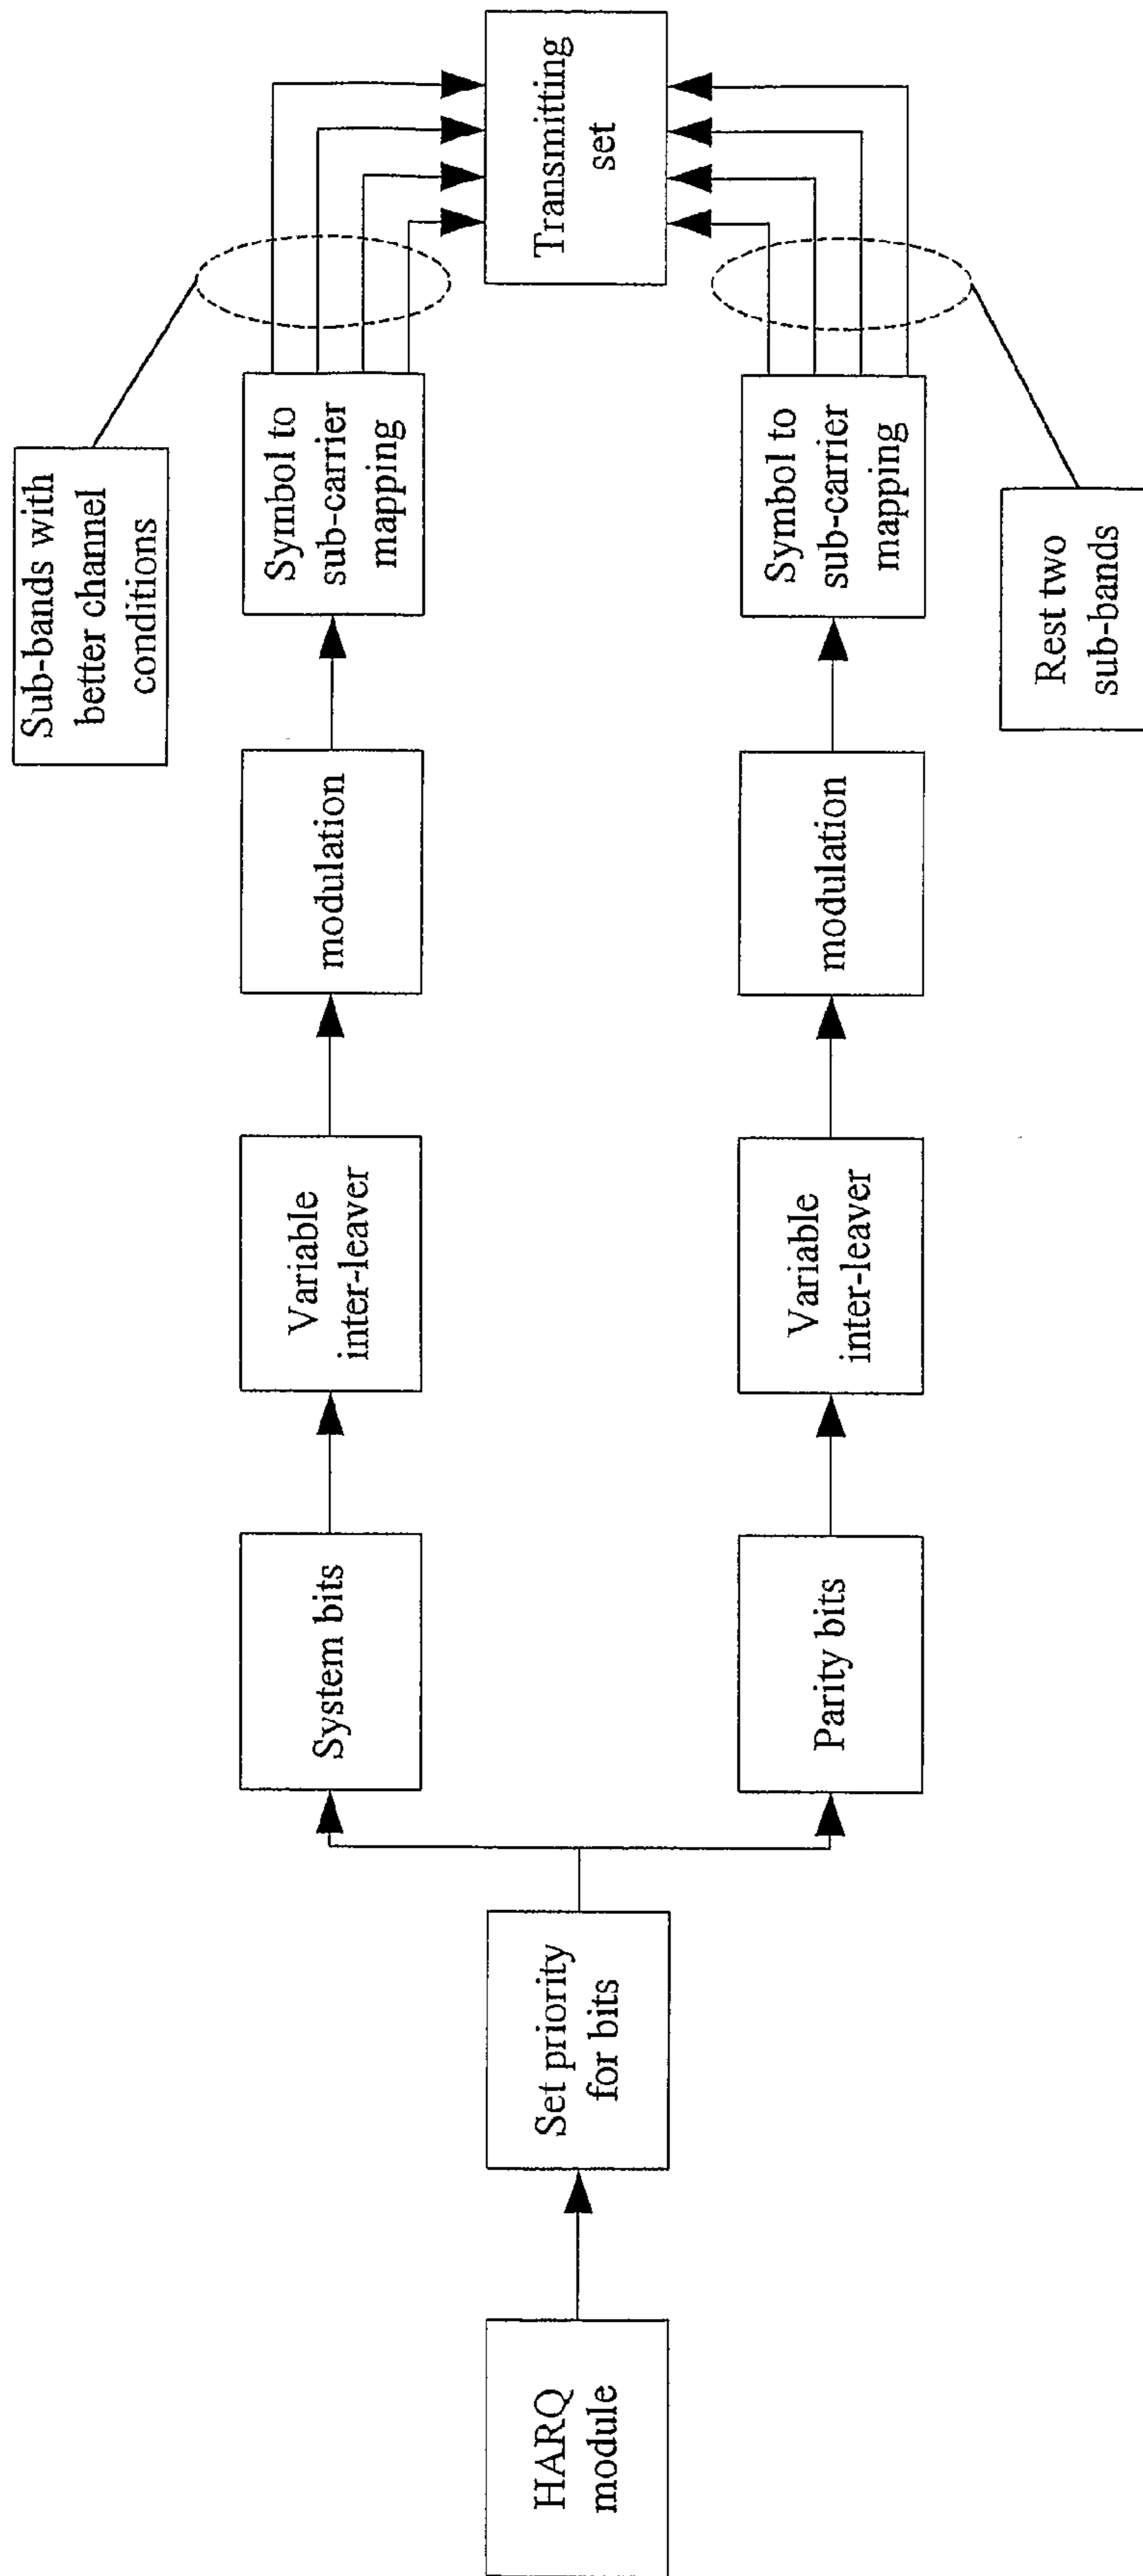 HARQ
module
Set priority
for bits
System bits
Variable
inter-leaver
modulation
Symbol to
sub-carrier
mapping
Sub-bands with
better channel
conditions
Parity bits
Variable
inter-leaver
modulation
Symbol to
sub-carrier
mapping
Rest two
sub-bands
Transmitting
set